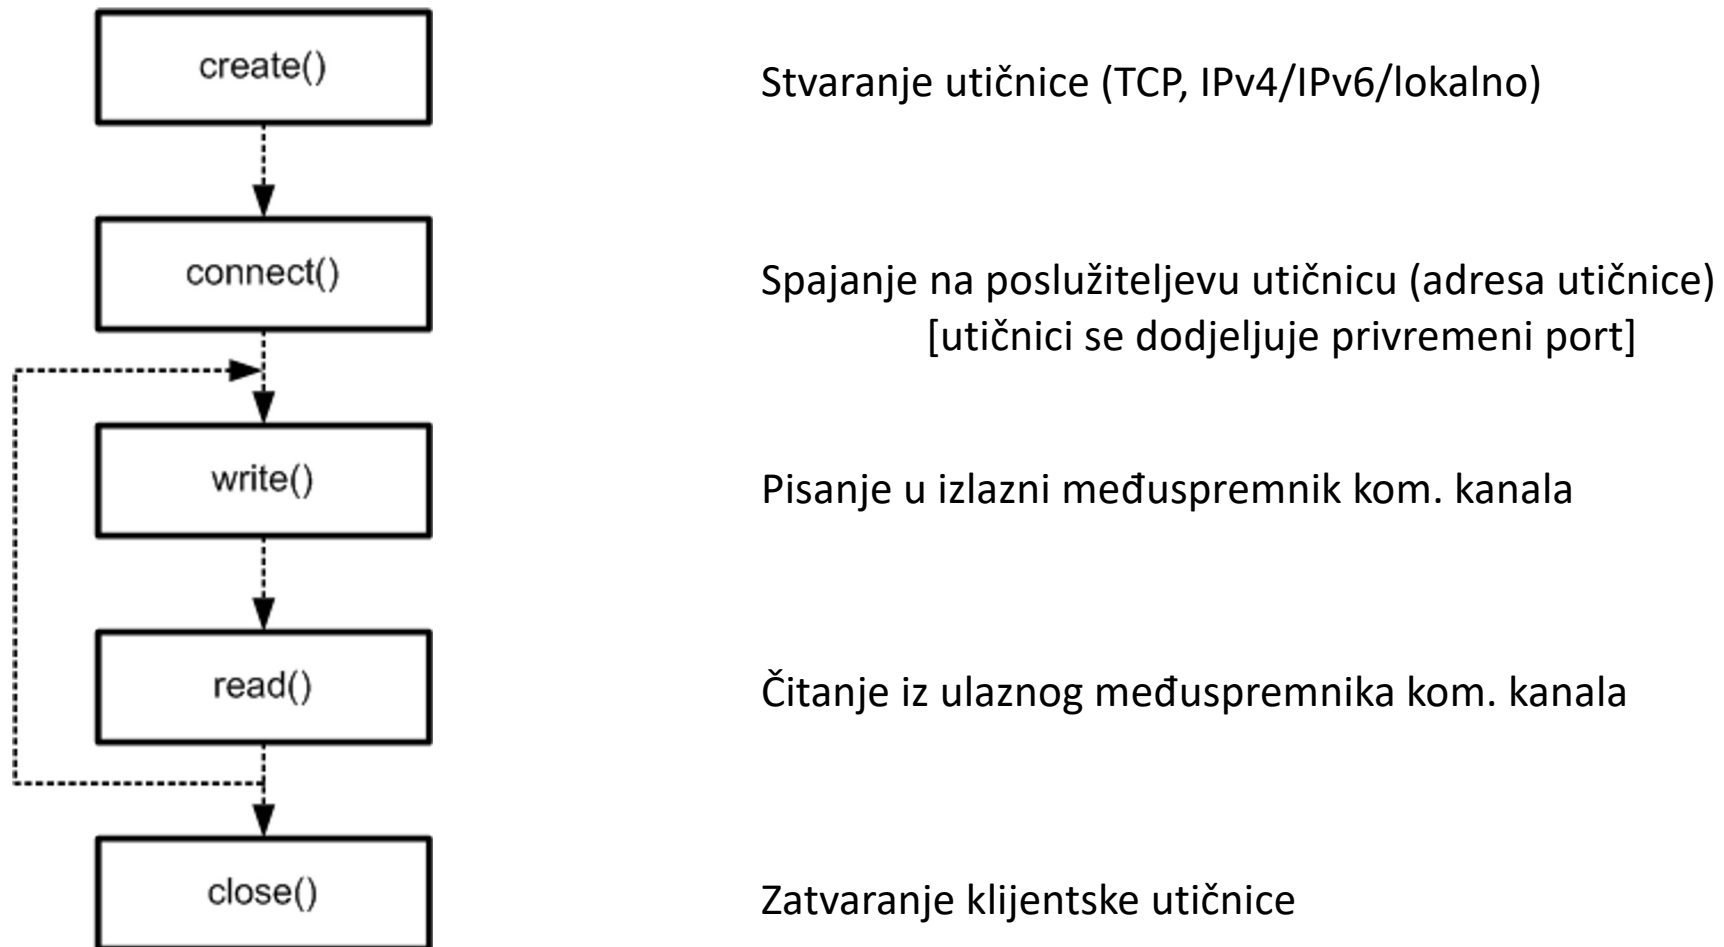 create()
Stvaranje utičnice (TCP, IPv4/IPv6/lokalno)
connect()
Spajanje na poslužiteljevu utičnicu (adresa utičnice)
[utičnici se dodjeljuje privremeni port]
write()
Pisanje u izlazni međuspremnik kom. kanala
read()
Čitanje iz ulaznog međuspremnika kom. kanala
close()
Zatvaranje klijentske utičnice